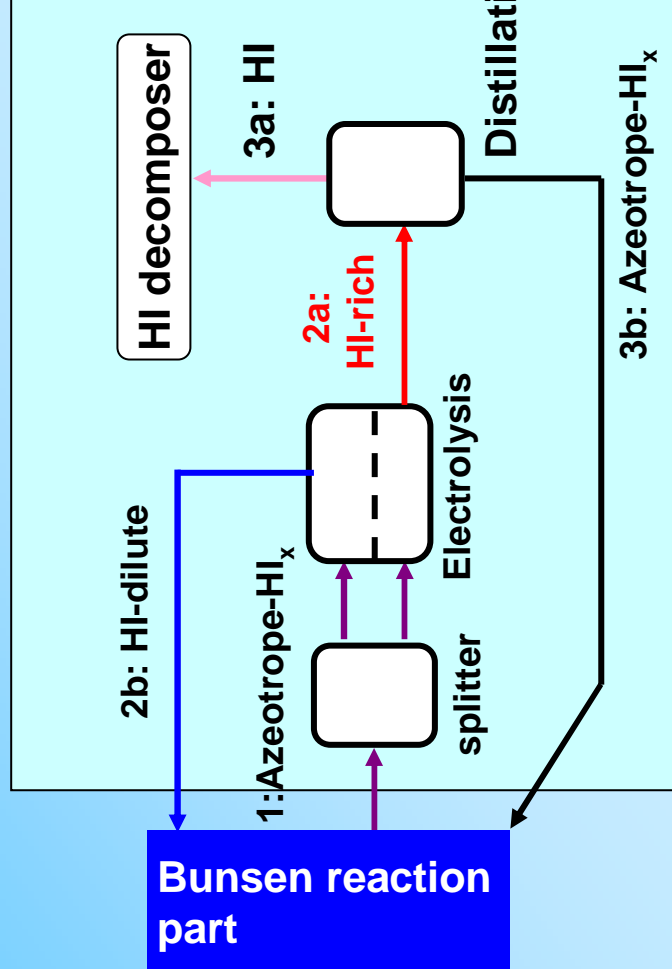 HI decomposer
3a: HI
Distillati
2a:
HI-rich
3b: Azeotrope-HIx
Electrolysis
2b: HI-dilute
1:Azeotrope-HIx
splitter
Bunsen reaction
part